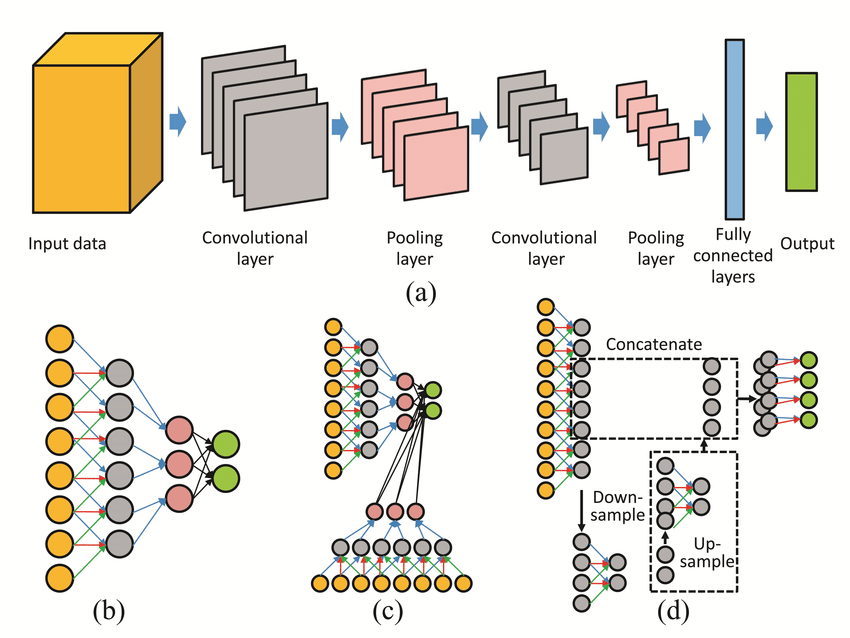 Input data
Convolutional
layer
Pooling
layer
Convolutional
layer
Pooling
layer
Fully
connected
layers
Output
(a)
(b)
(c)
Concatenate
Down-
sample
Up-
sample
(d)